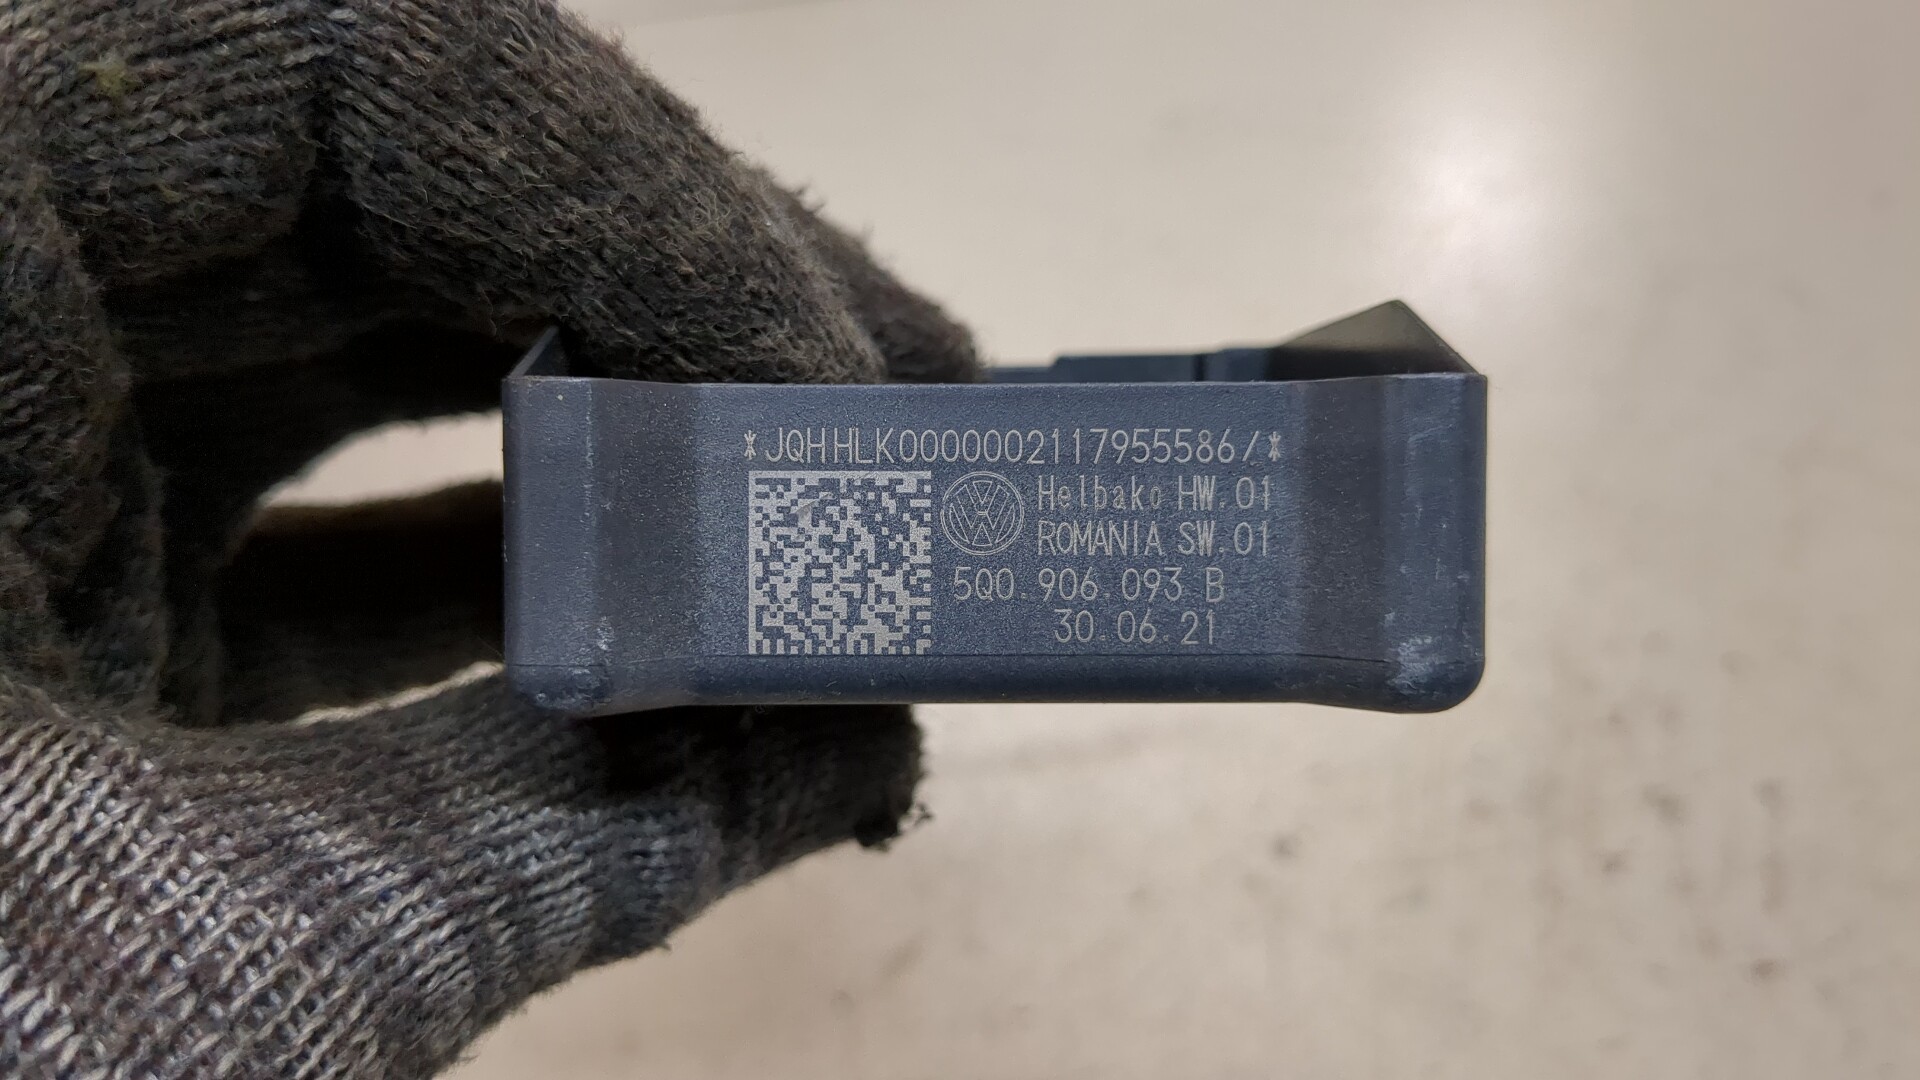 *JQHHLK0000002117955586/*
Helbako HW.01
ROMANIA SW.01
5Q0.906.093 B
30.06.21